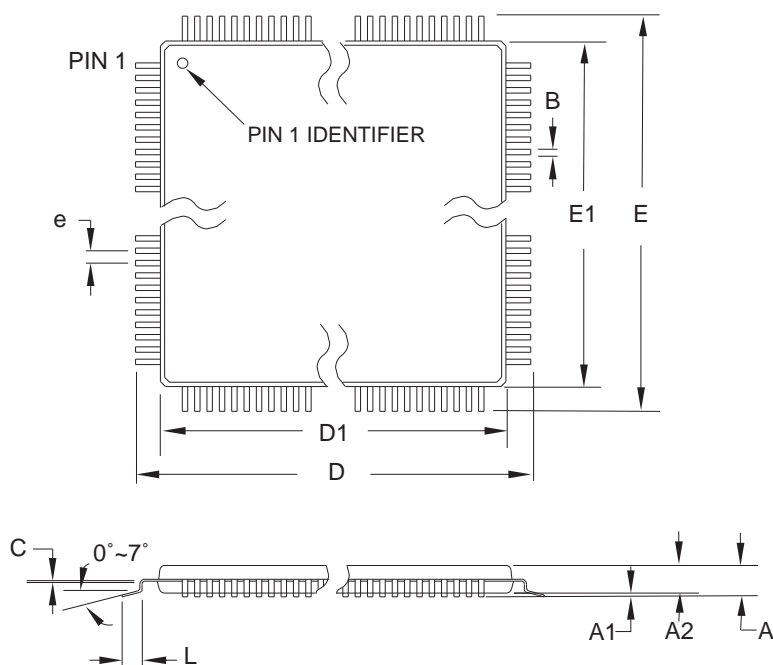 PIN 1
B
PIN 1 IDENTIFIER
E1 E
e
D1
D
C 0°~7°
A1 A2 A
L